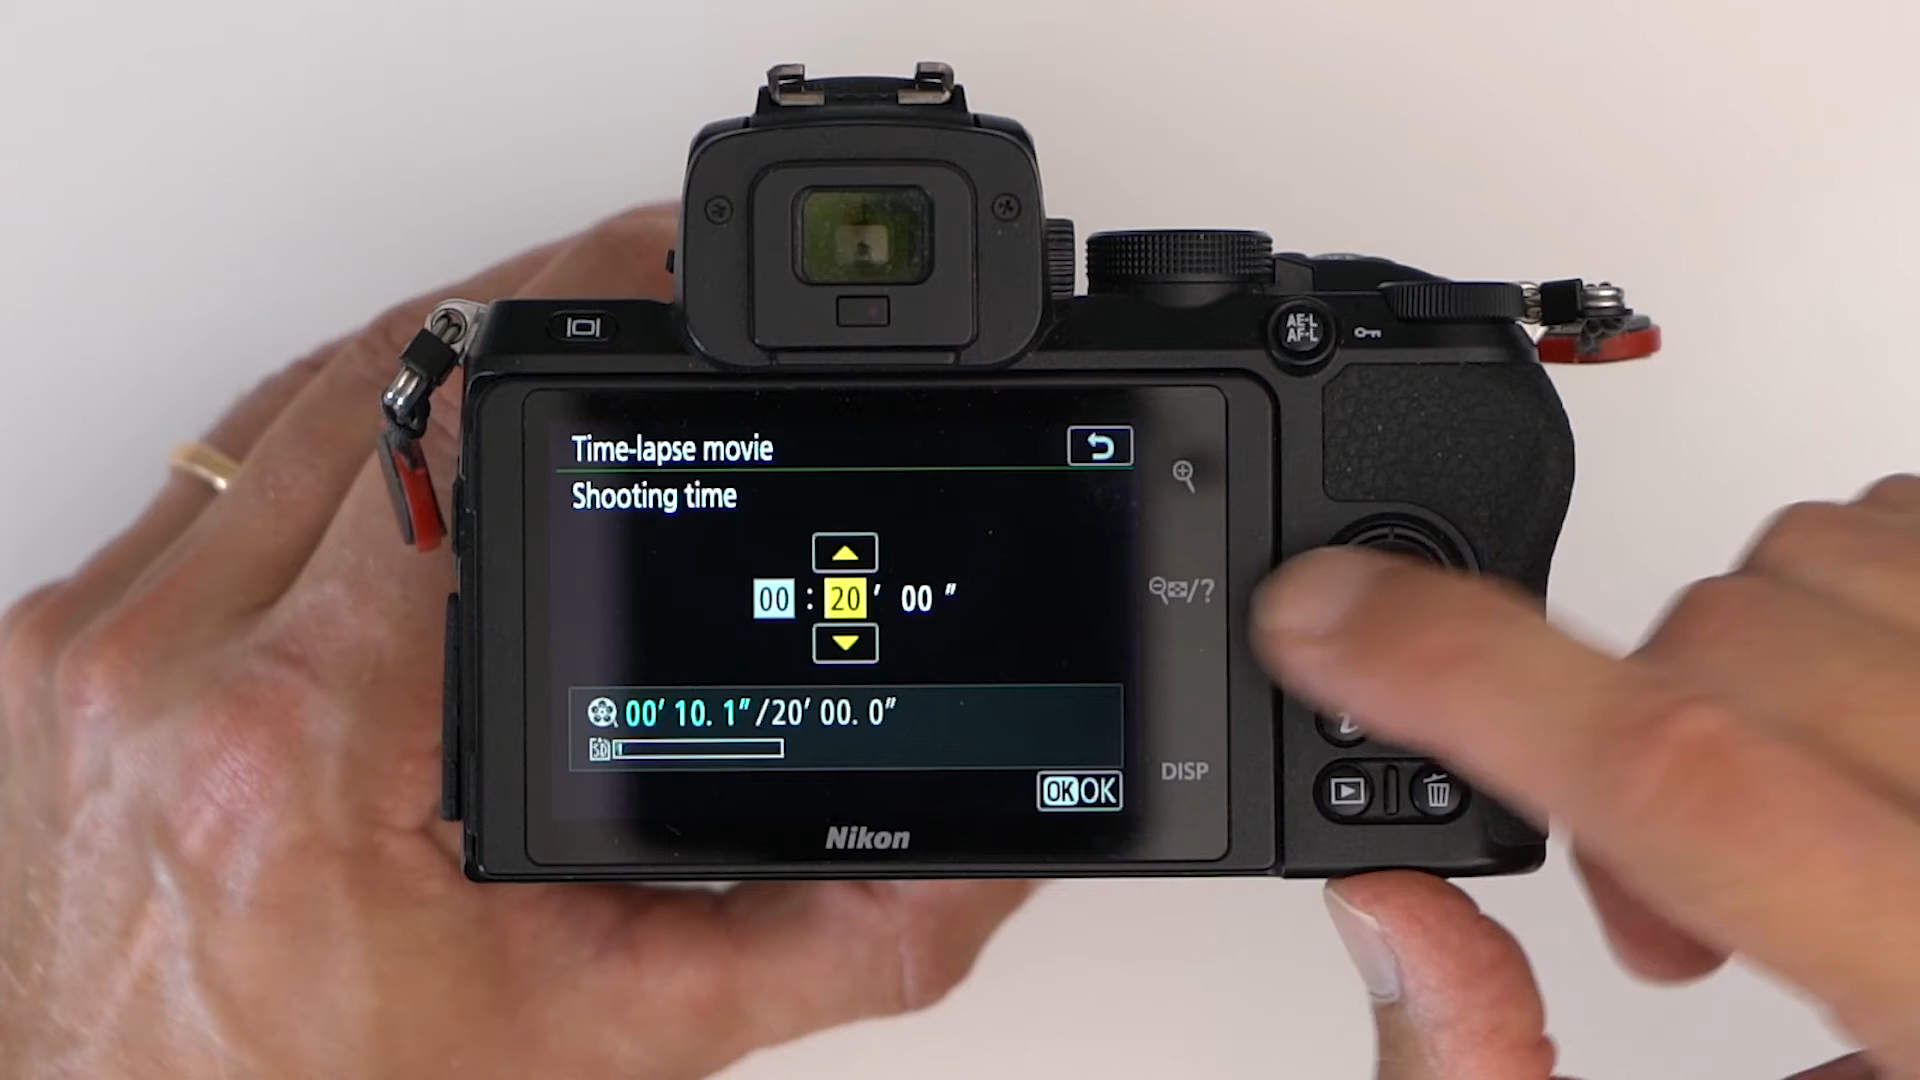 AE-L
AF-L
Time-lapse movie
Shooting time
00 : 20 ′ 00 ″
00′ 10. 1″ /20′ 00. 0″
SD
OK OK
/?
DISP
i
Nikon